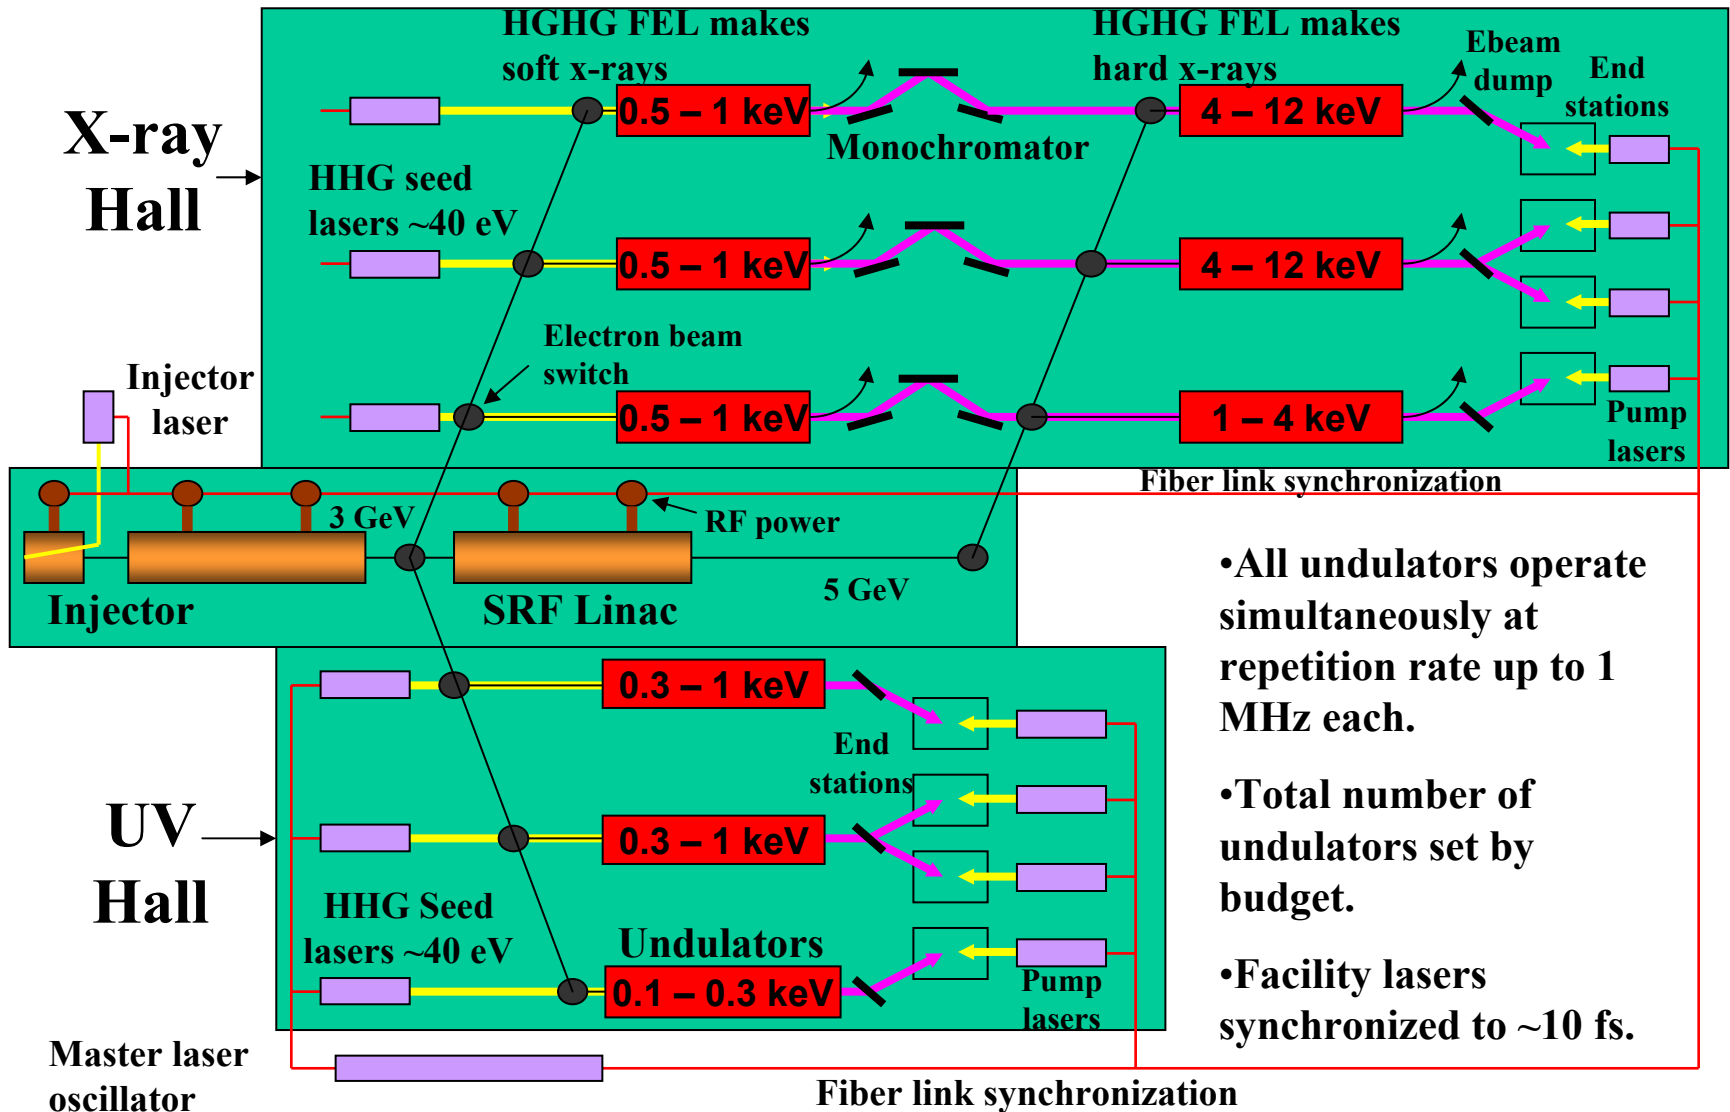 HGHG FEL makes
soft x-rays
HGHG FEL makes
hard x-rays
Ebeam
dump
End
stations
X-ray
Hall
0.5 – 1 keV
4 – 12 keV
Monochromator
HHG seed
lasers ~40 eV
0.5 – 1 keV
4 – 12 keV
Electron beam
switch
Injector
laser
0.5 – 1 keV
1 – 4 keV
Pump
lasers
Fiber link synchronization
3 GeV
RF power
5 GeV
Injector
SRF Linac
•All undulators operate
simultaneously at
repetition rate up to 1
MHz each.
•Total number of
undulators set by
budget.
•Facility lasers
synchronized to ~10 fs.
0.3 – 1 keV
End
stations
UV
Hall
0.3 – 1 keV
HHG Seed
lasers ~40 eV
Undulators
0.1 – 0.3 keV
Pump
lasers
Master laser
oscillator
Fiber link synchronization